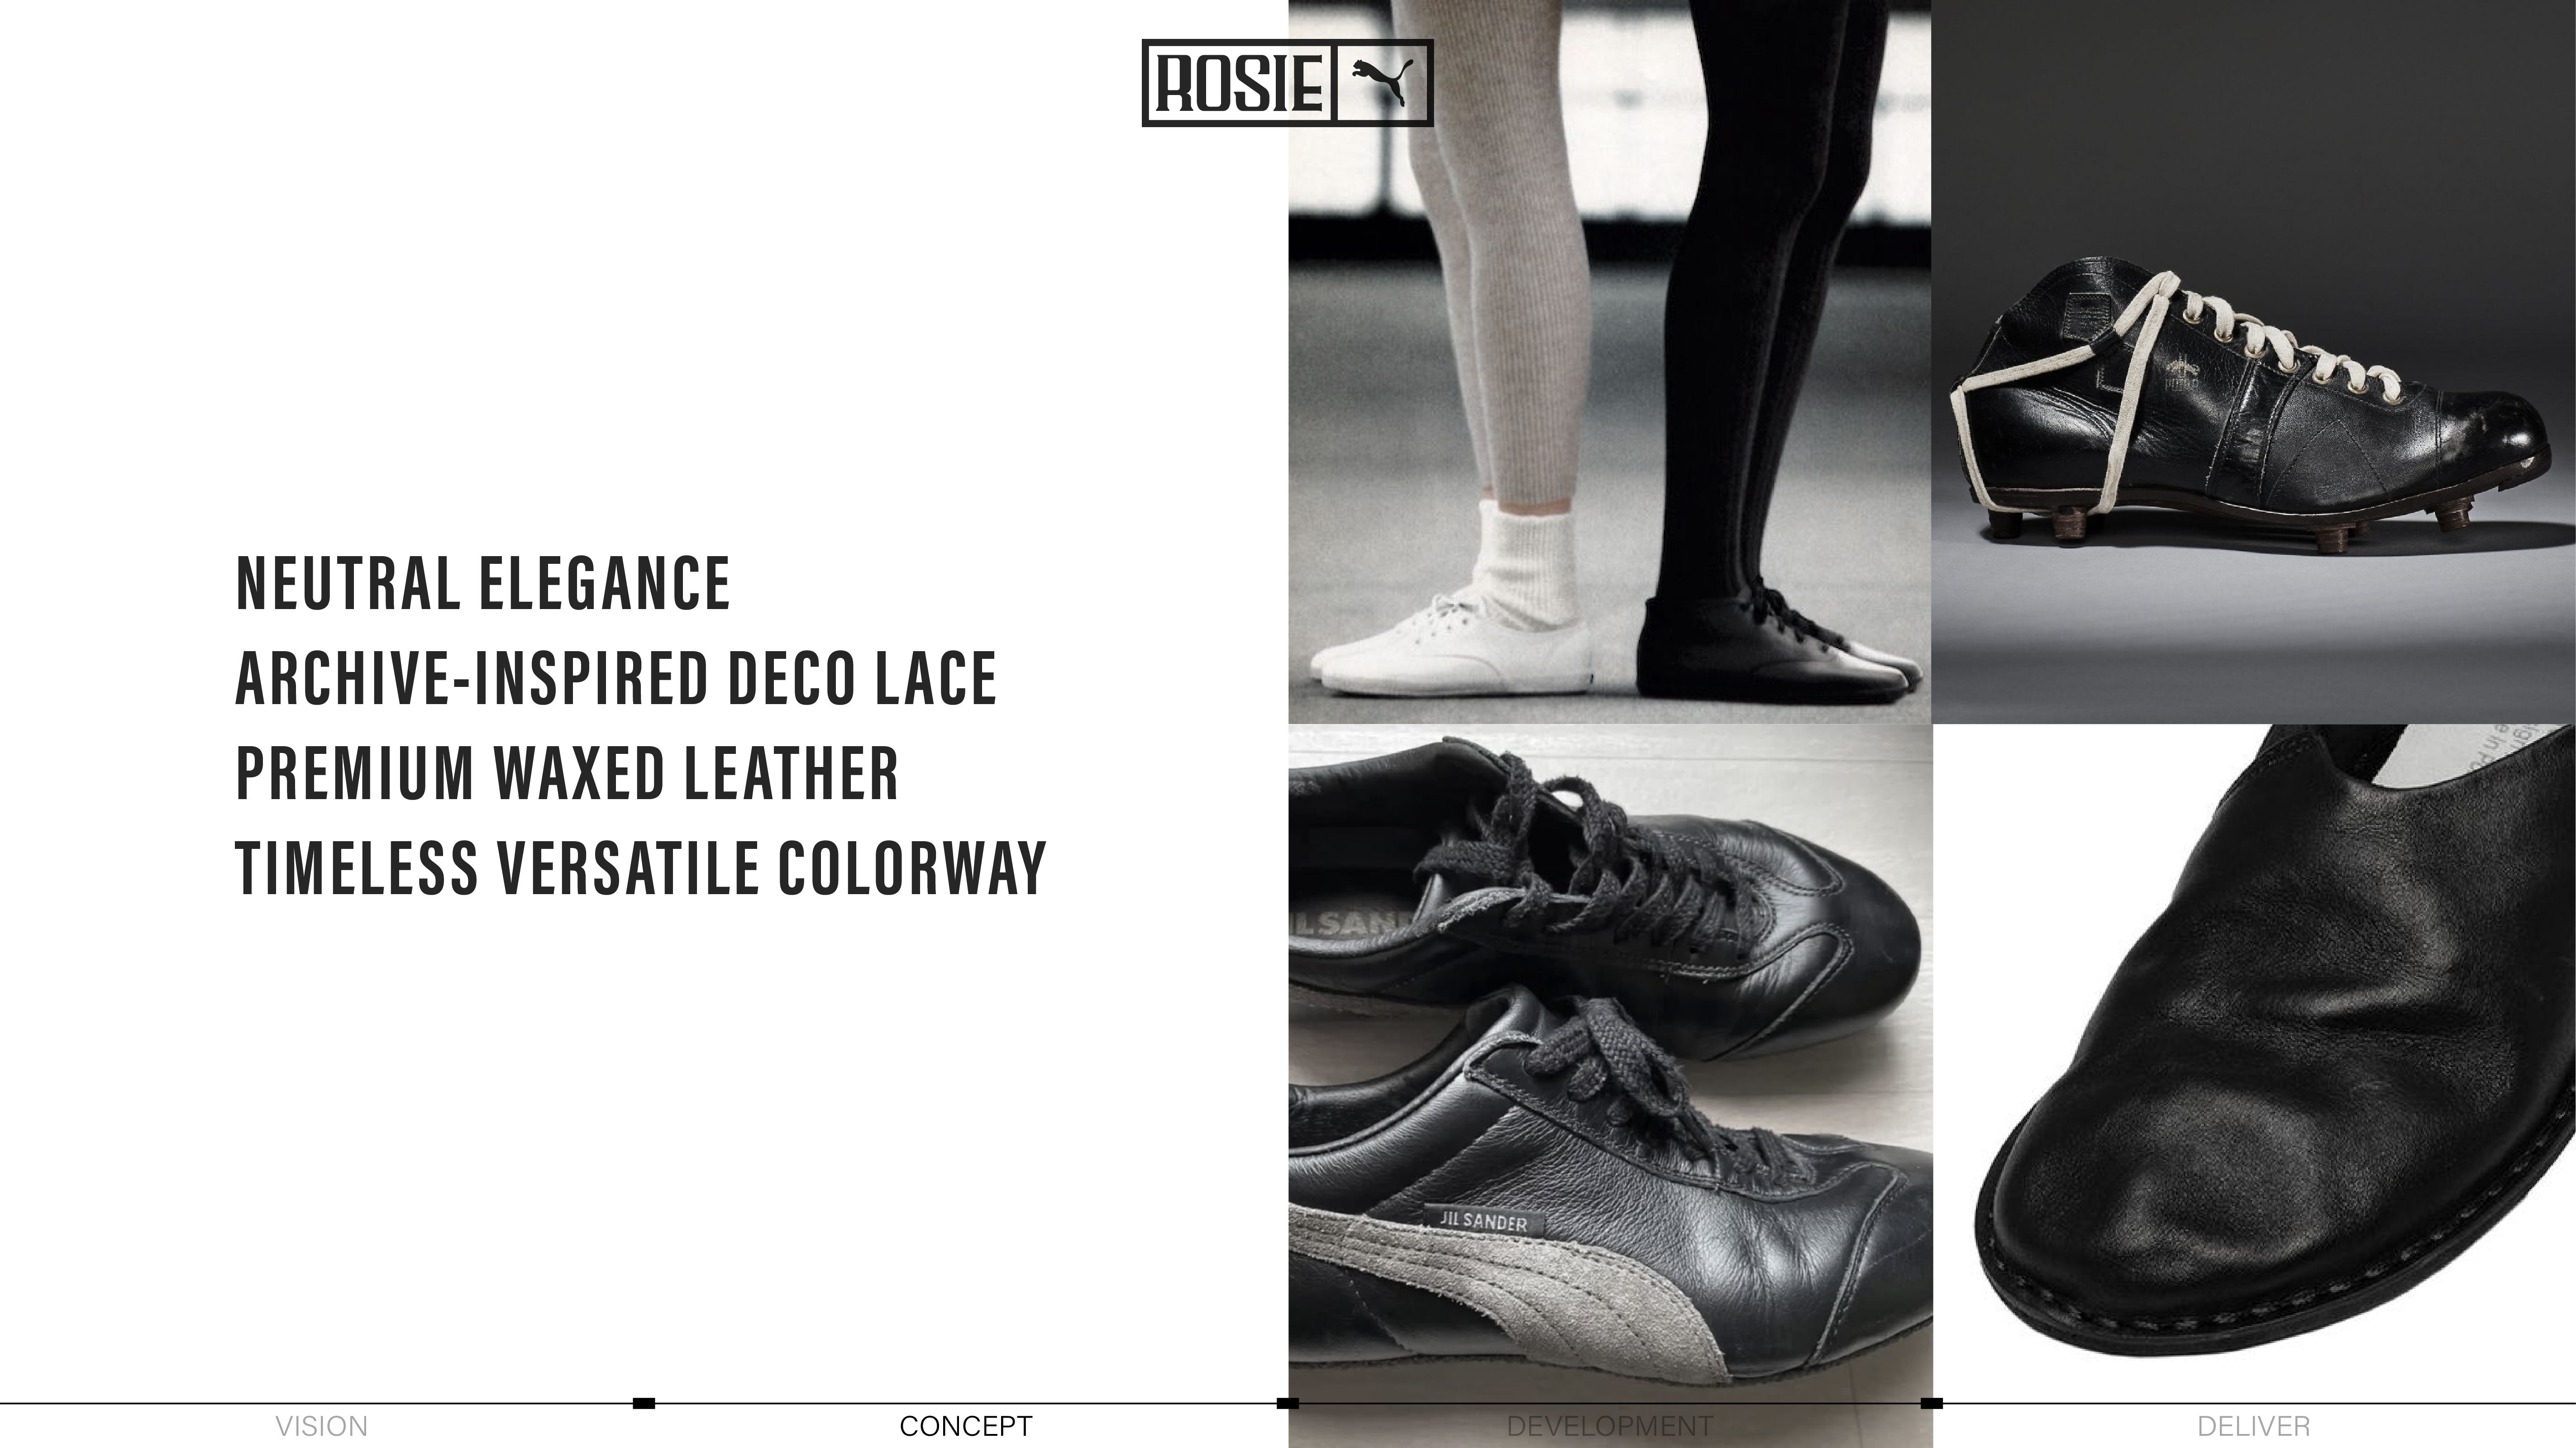 ROSIE
NEUTRAL ELEGANCE
ARCHIVE-INSPIRED DECO LACE
PREMIUM WAXED LEATHER
TIMELESS VERSATILE COLORWAY
JIL SANDER
VISION
CONCEPT
DEVELOPMENT
DELIVER